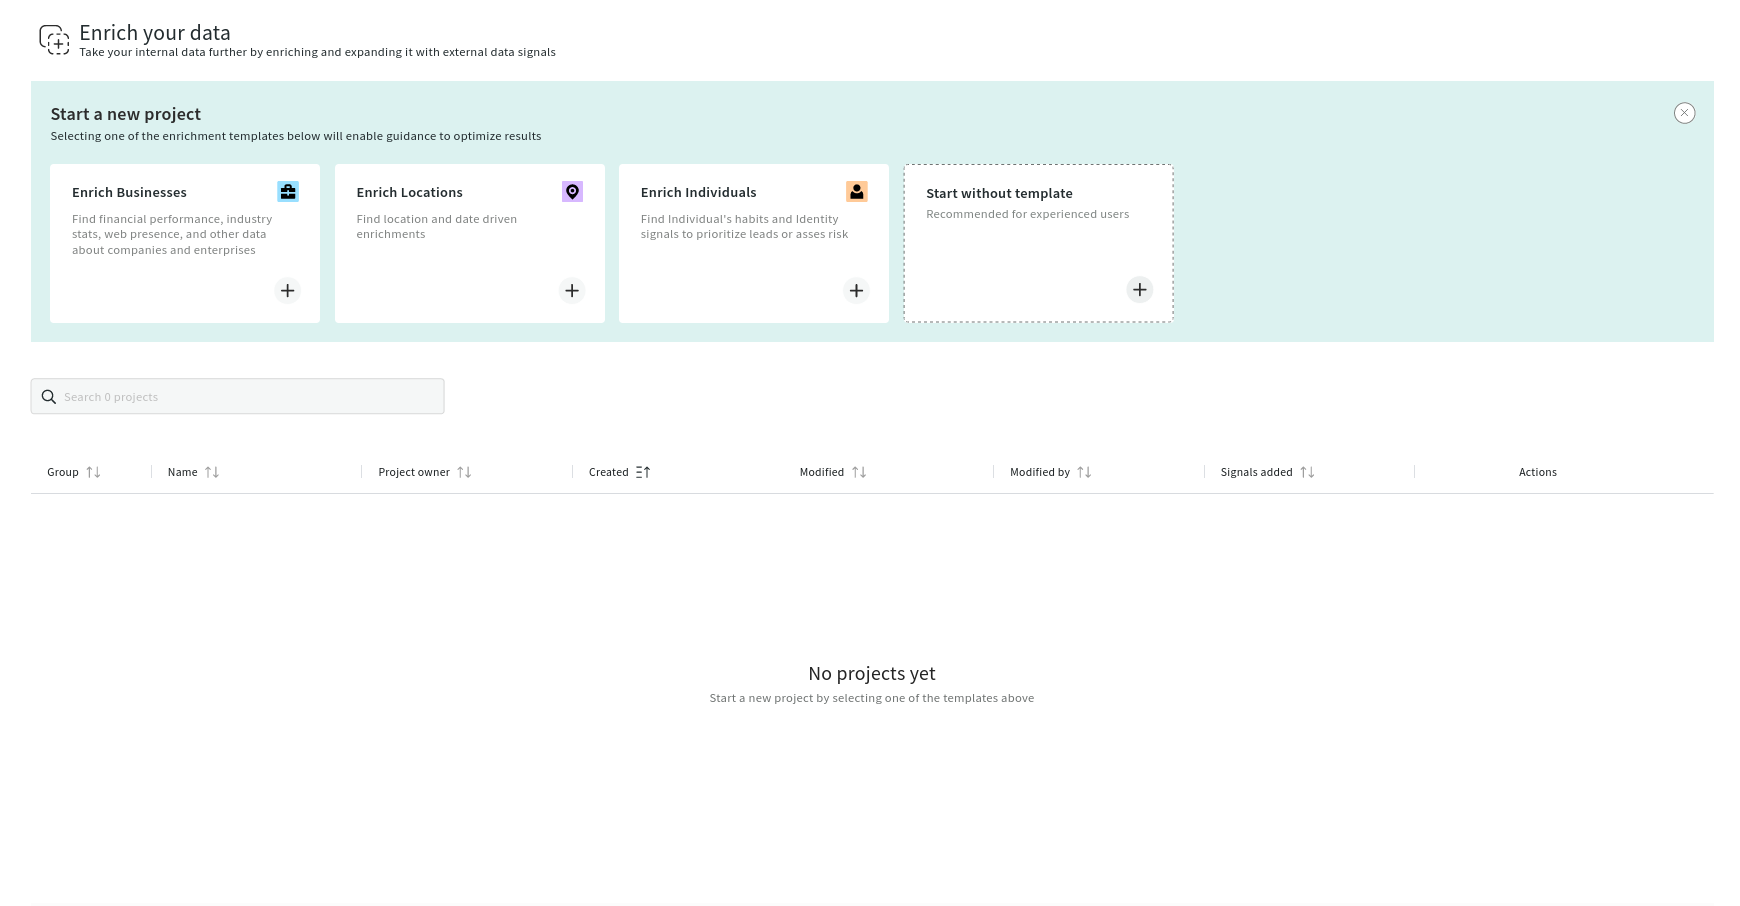 Enrich your data
Take your internal data further by enriching and expanding it with external data signals
Start a new project
Selecting one of the enrichment templates below will enable guidance to optimize results
Enrich Businesses
Find financial performance, industry
stats, web presence, and other data
about companies and enterprises
Enrich Locations
Find location and date driven
enrichments
Enrich Individuals
Find Individual's habits and Identity
signals to prioritize leads or asses risk
Start without template
Recommended for experienced users
Search 0 projects
Group Name Project owner Created Modified Modified by Signals added Actions
No projects yet
Start a new project by selecting one of the templates above